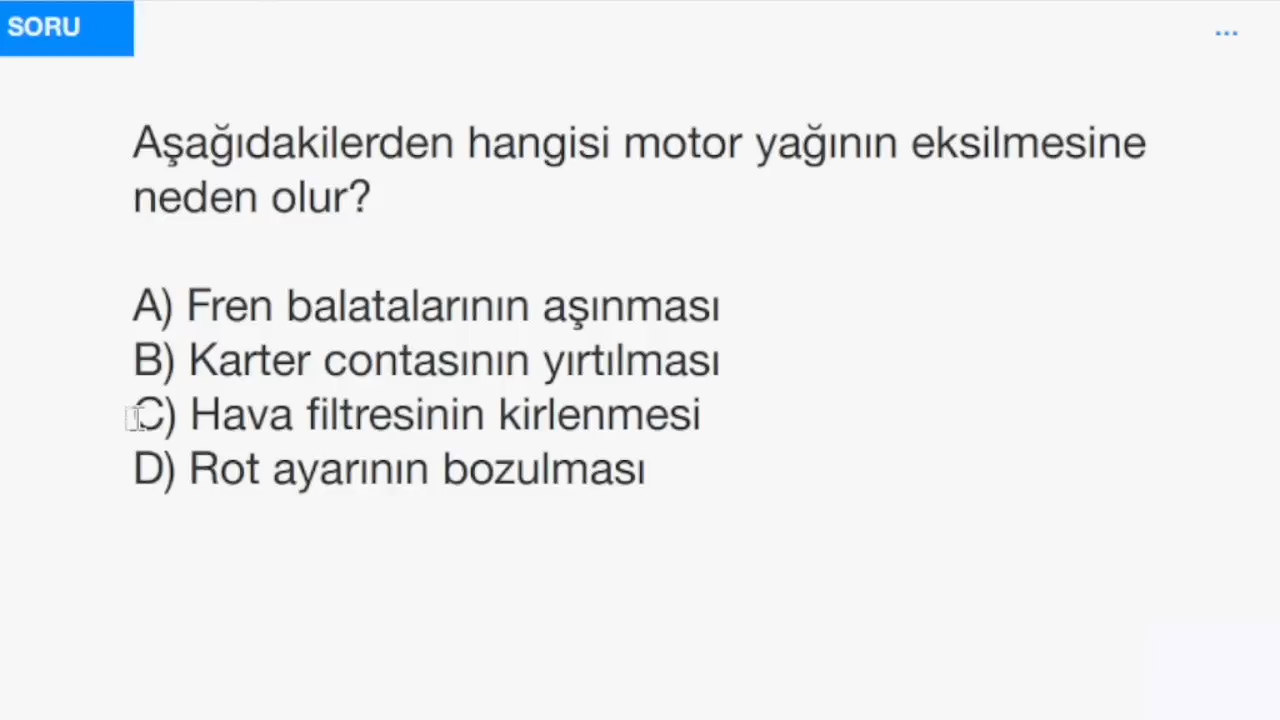 SORU
...
Aşağıdakilerden hangisi motor yağının eksilmesine
neden olur?
A) Fren balatalarının aşınması
B) Karter contasının yırtılması
C) Hava filtresinin kirlenmesi
D) Rot ayarının bozulması